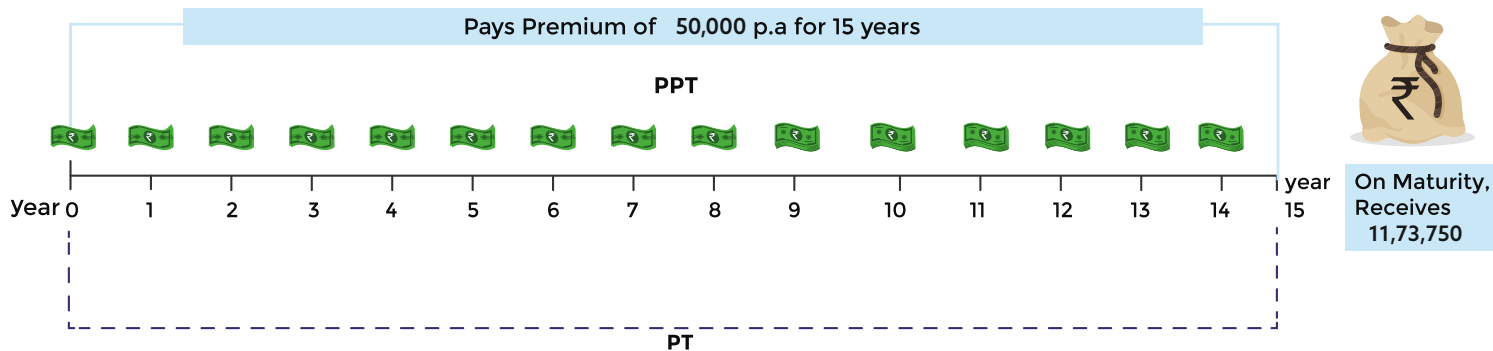 Pays Premium of 50,000 p.a for 15 years
PPT
₹ ₹ ₹ ₹ ₹ ₹ ₹ ₹ ₹ ₹ ₹ ₹ ₹ ₹ ₹
₹
year 0 1 2 3 4 5 6 7 8 9 10 11 12 13 14 year 15
On Maturity,
Receives
11,73,750
PT